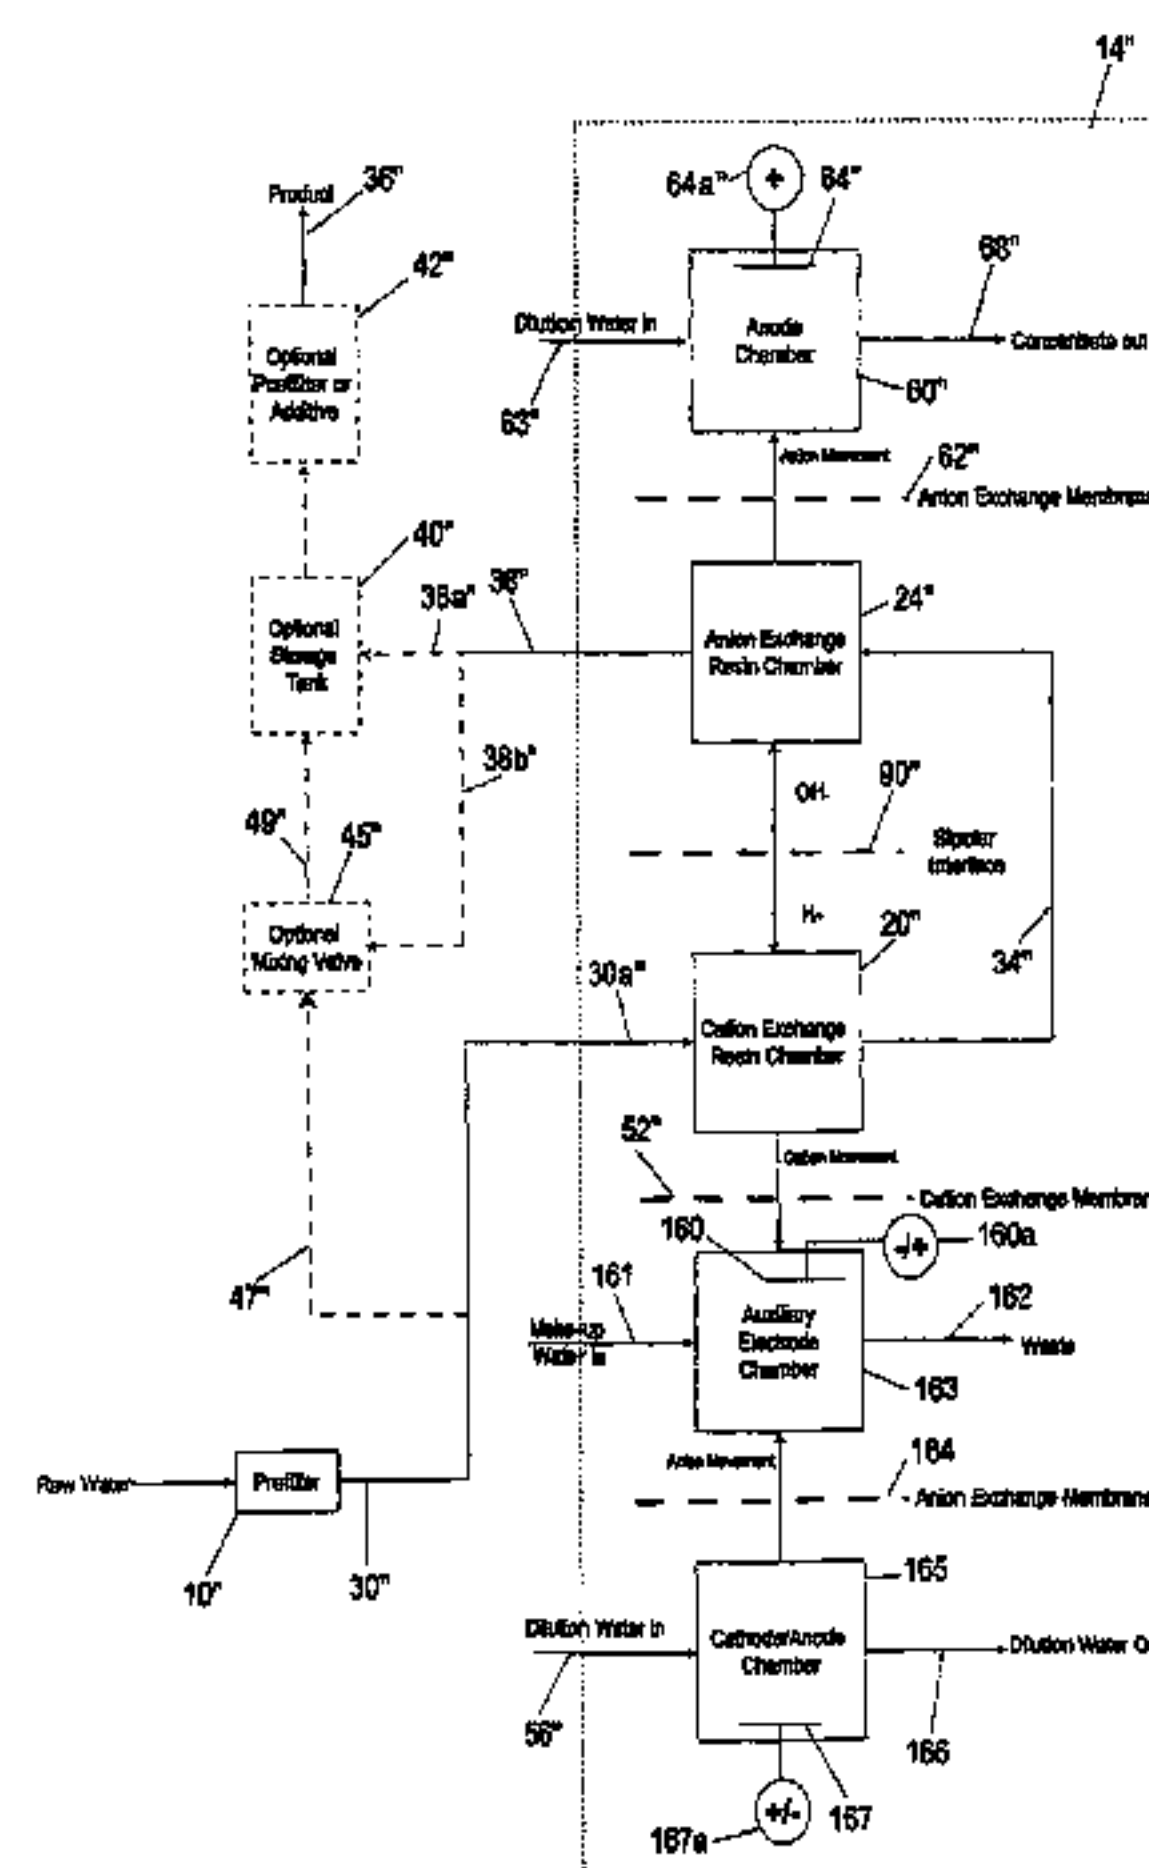 14"
64a"
+
64"
Product
36"
42"
68"
Dilution Water In
Anode
Chamber
Concentrate out
Optional
Postfilter or
Additive
63"
60"
Anion Movement
62"
Anion Exchange Membrane
40"
38a"
38"
24"
Optional
Storage
Tank
Anion Exchange
Resin Chamber
38b"
OH-
90"
49"
45"
Bipolar
Interface
H+
20"
Optional
Mixing Valve
30a"
34"
Cation Exchange
Resin Chamber
52"
Cation Movement
Cation Exchange Membran
160
-/+
160a
47"
161
162
Make-up
Water In
Auxiliary
Electrode
Chamber
Waste
163
Anion Movement
164
Raw Water
Prefilter
Anion Exchange Membrane
10"
30"
165
Dilution Water In
Cathode/Anode
Chamber
Dilution Water O
56"
166
+/-
167
167a